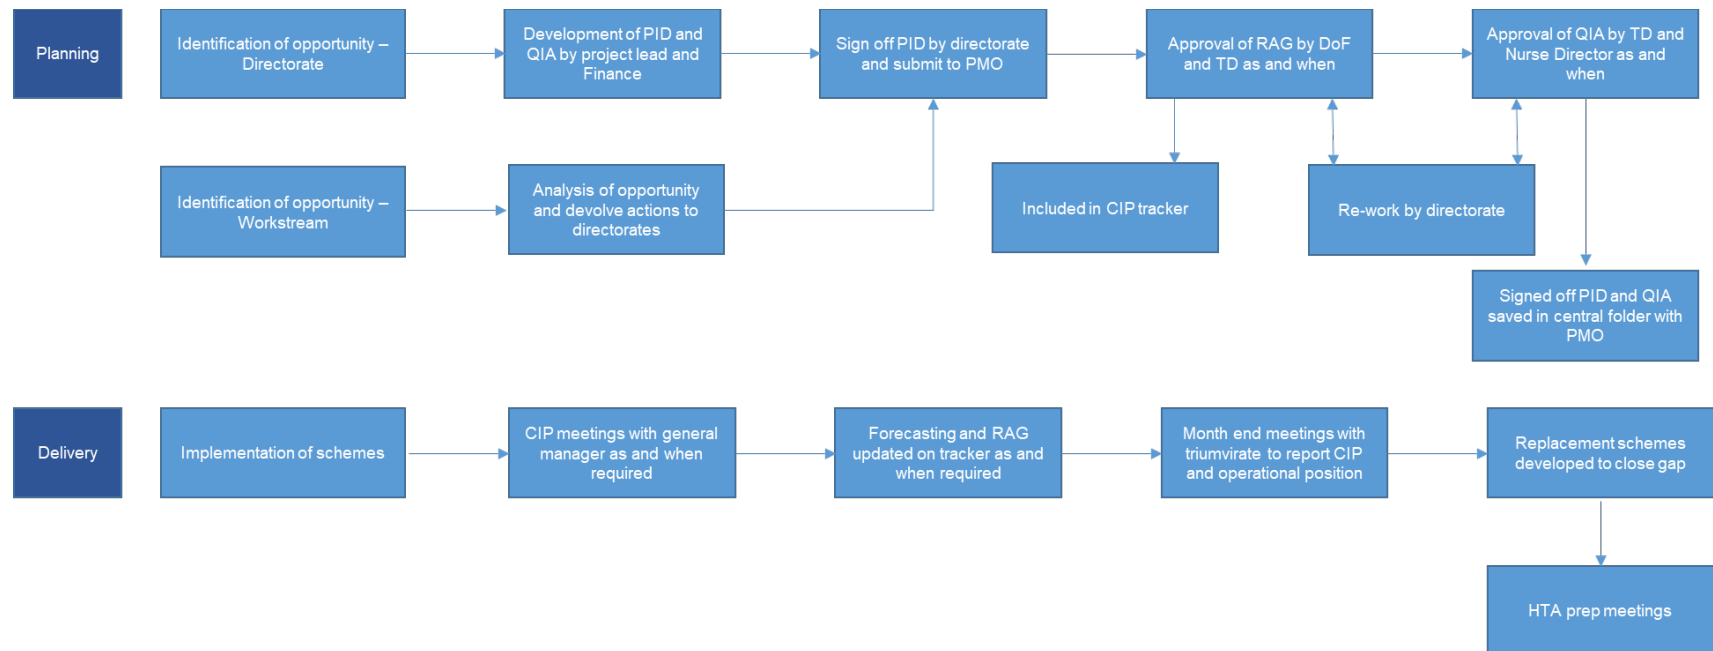 Planning
Identification of opportunity –
Directorate
Development of PID and
QIA by project lead and
Finance
Sign off PID by directorate
and submit to PMO
Approval of RAG by DoF
and TD as and when
Approval of QIA by TD and
Nurse Director as and
when
Identification of opportunity –
Workstream
Analysis of opportunity
and devolve actions to
directorates
Included in CIP tracker
Re-work by directorate
Signed off PID and QIA
saved in central folder with
PMO
Delivery
Implementation of schemes
CIP meetings with general
manager as and when
required
Forecasting and RAG
updated on tracker as and
when required
Month end meetings with
triumvirate to report CIP
and operational position
Replacement schemes
developed to close gap
HTA prep meetings